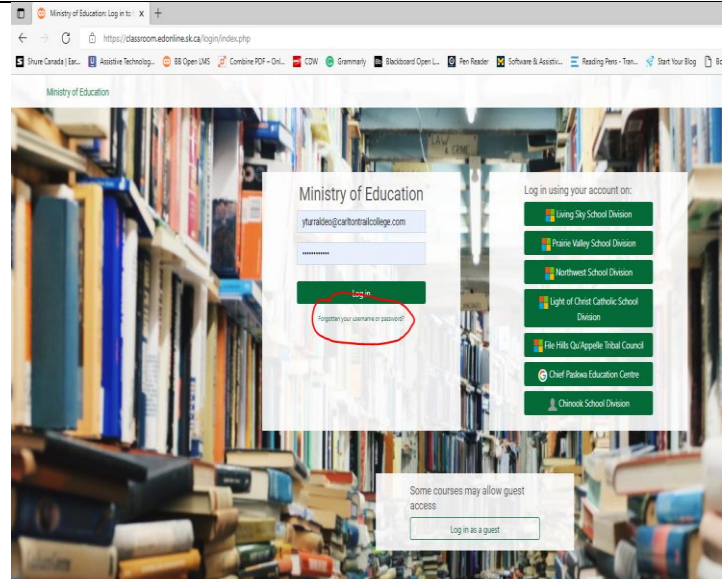 Ministry of Education: Log in to t
https://classroom.edonline.sk.ca/login/index.php
Shure Canada | Ear... Assistive Technolog... BB Open LMS Combine PDF – Onl... CDW Grammarly Blackboard Open L... Pen Reader Software & Assistiv... Reading Pens - Tran... Start Your Blog
Ministry of Education
LAW
& CRIME
Ministry of Education
yturraldeo@carltontrailcollege.com
Log in
Forgotten your username or password?
Log in using your account on:
Living Sky School Division
Prairie Valley School Division
Northwest School Division
Light of Christ Catholic School
Division
File Hills Qu'Appelle Tribal Council
Chief Paskwa Education Centre
Chinook School Division
Some courses may allow guest
access
Log in as a guest